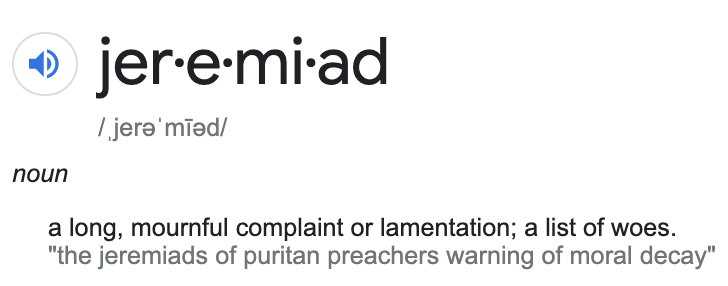 jer·e·mi·ad
/ˌjerəˈmīəd/
noun
a long, mournful complaint or lamentation; a list of woes.
"the jeremiads of puritan preachers warning of moral decay"